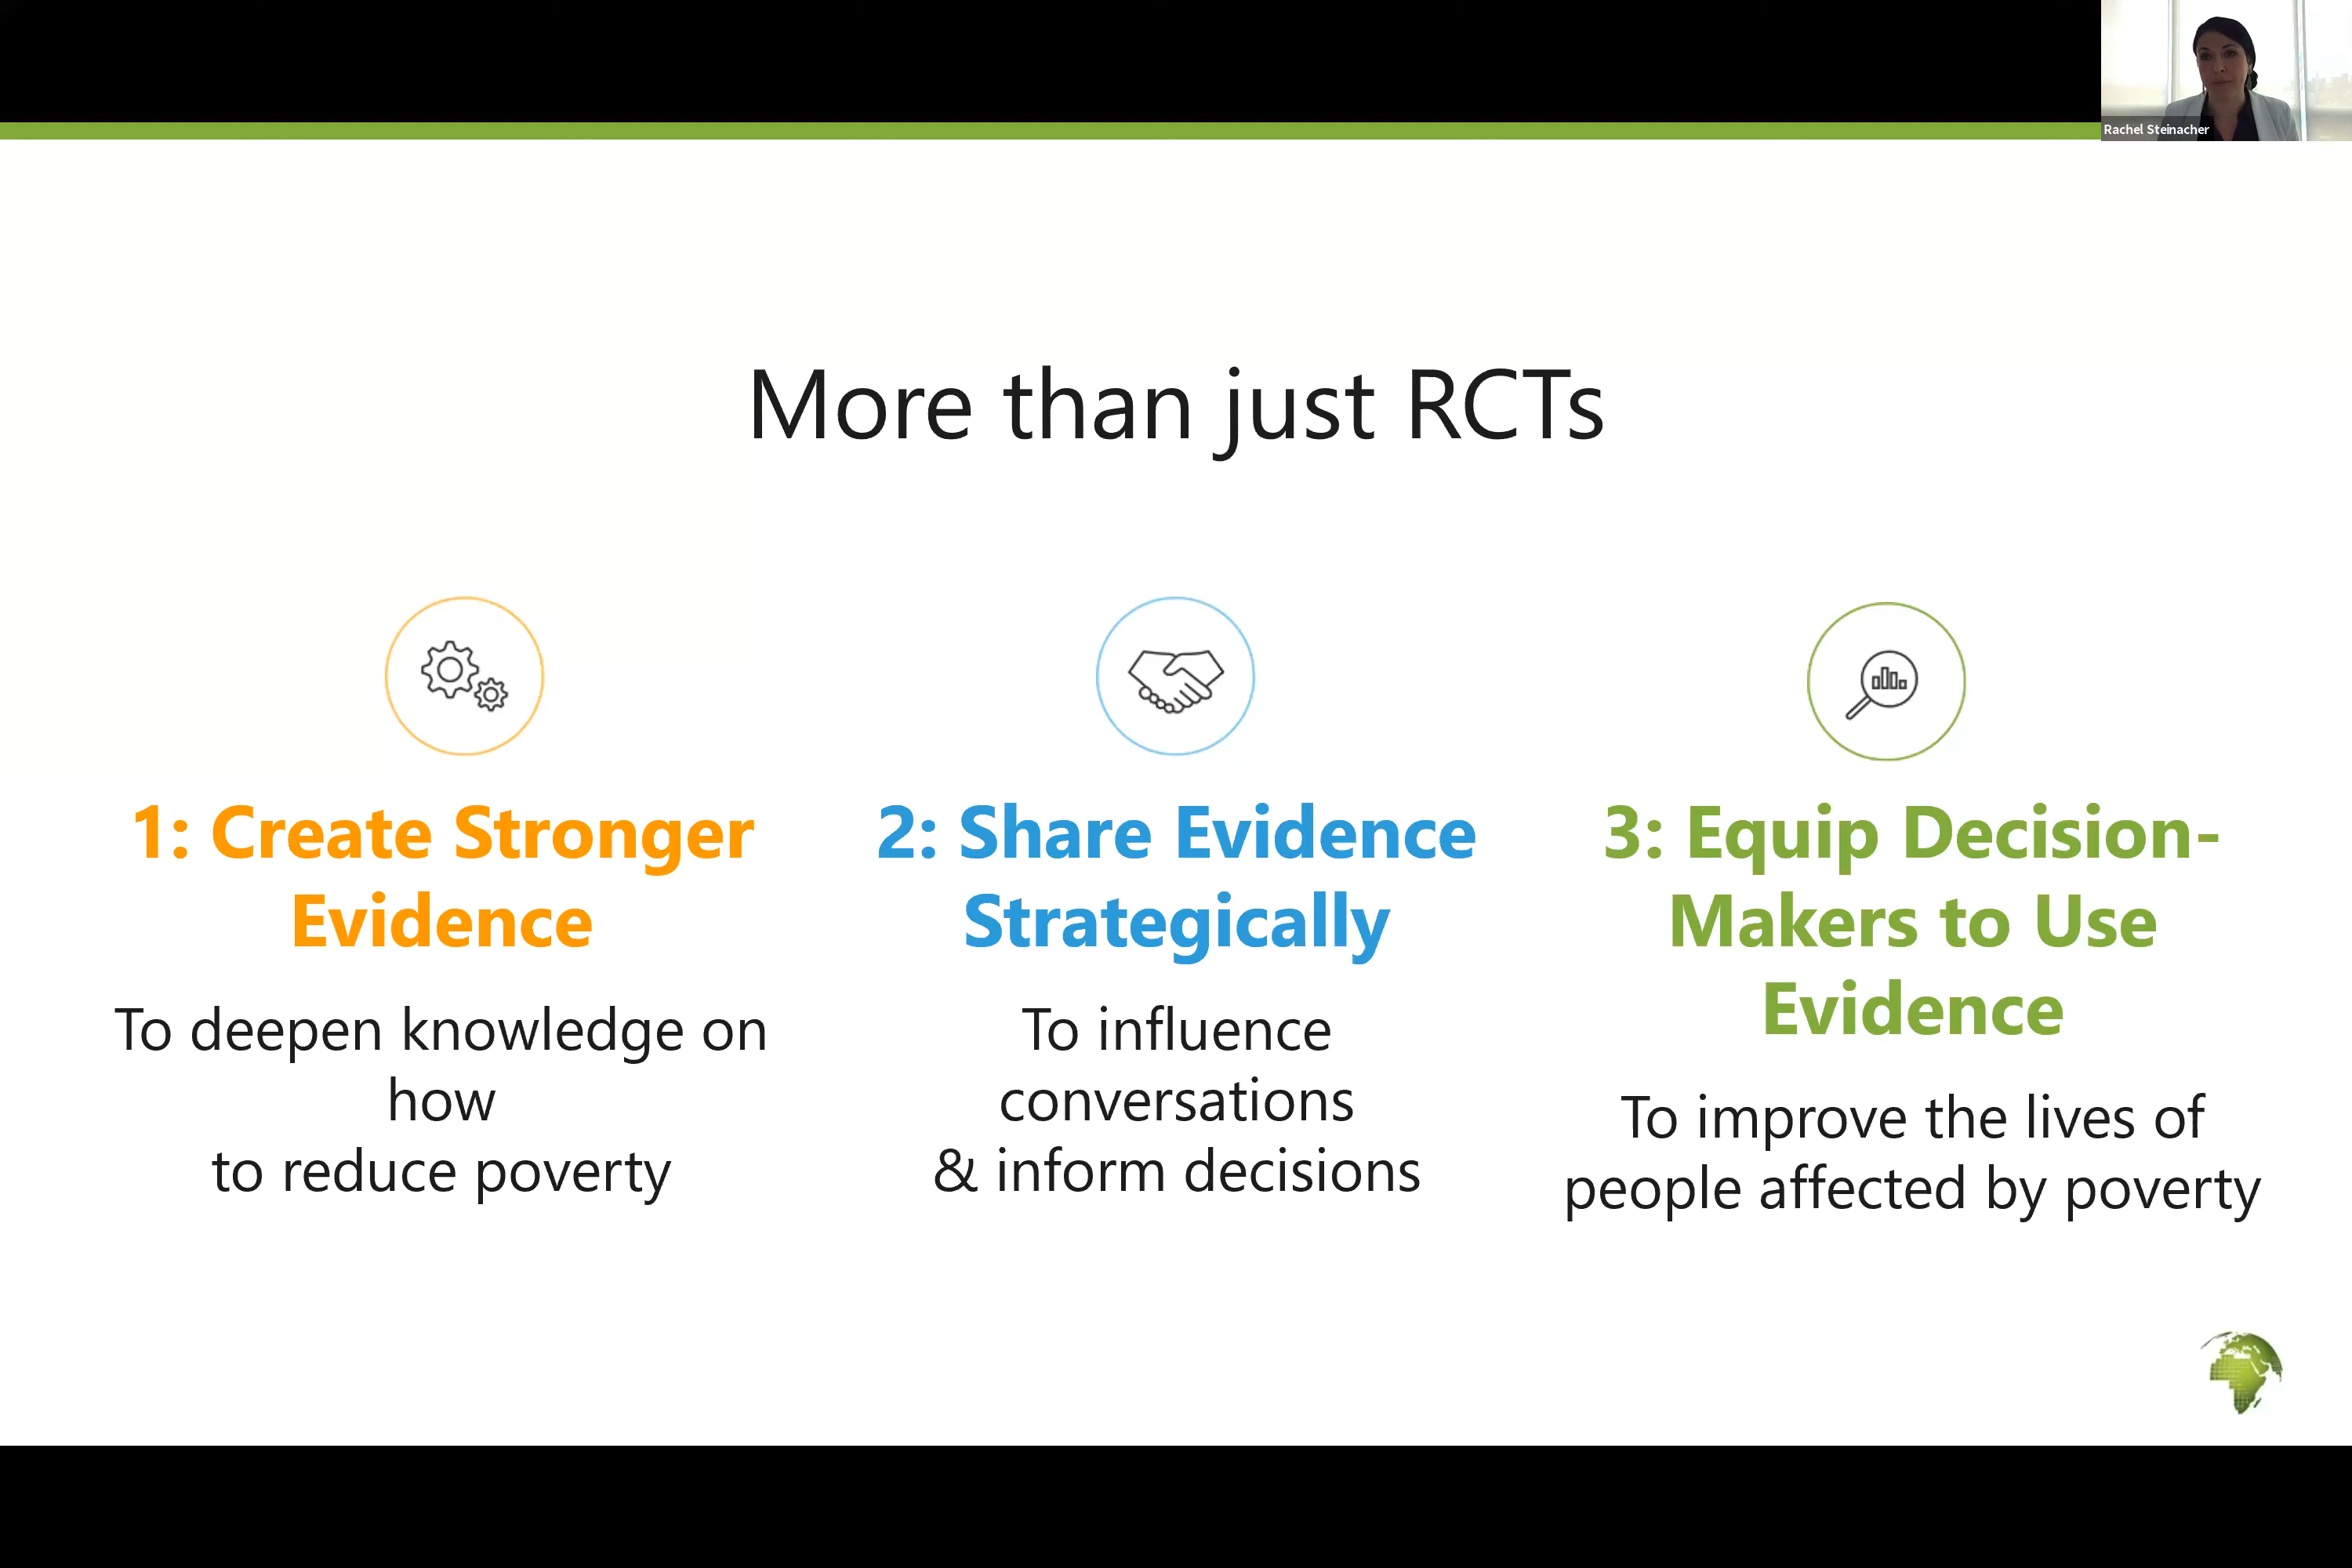 Rachel Steinacher
More than just RCTs
1: Create Stronger
Evidence
To deepen knowledge on
how
to reduce poverty
2: Share Evidence
Strategically
To influence
conversations
& inform decisions
3: Equip Decision-
Makers to Use
Evidence
To improve the lives of
people affected by poverty